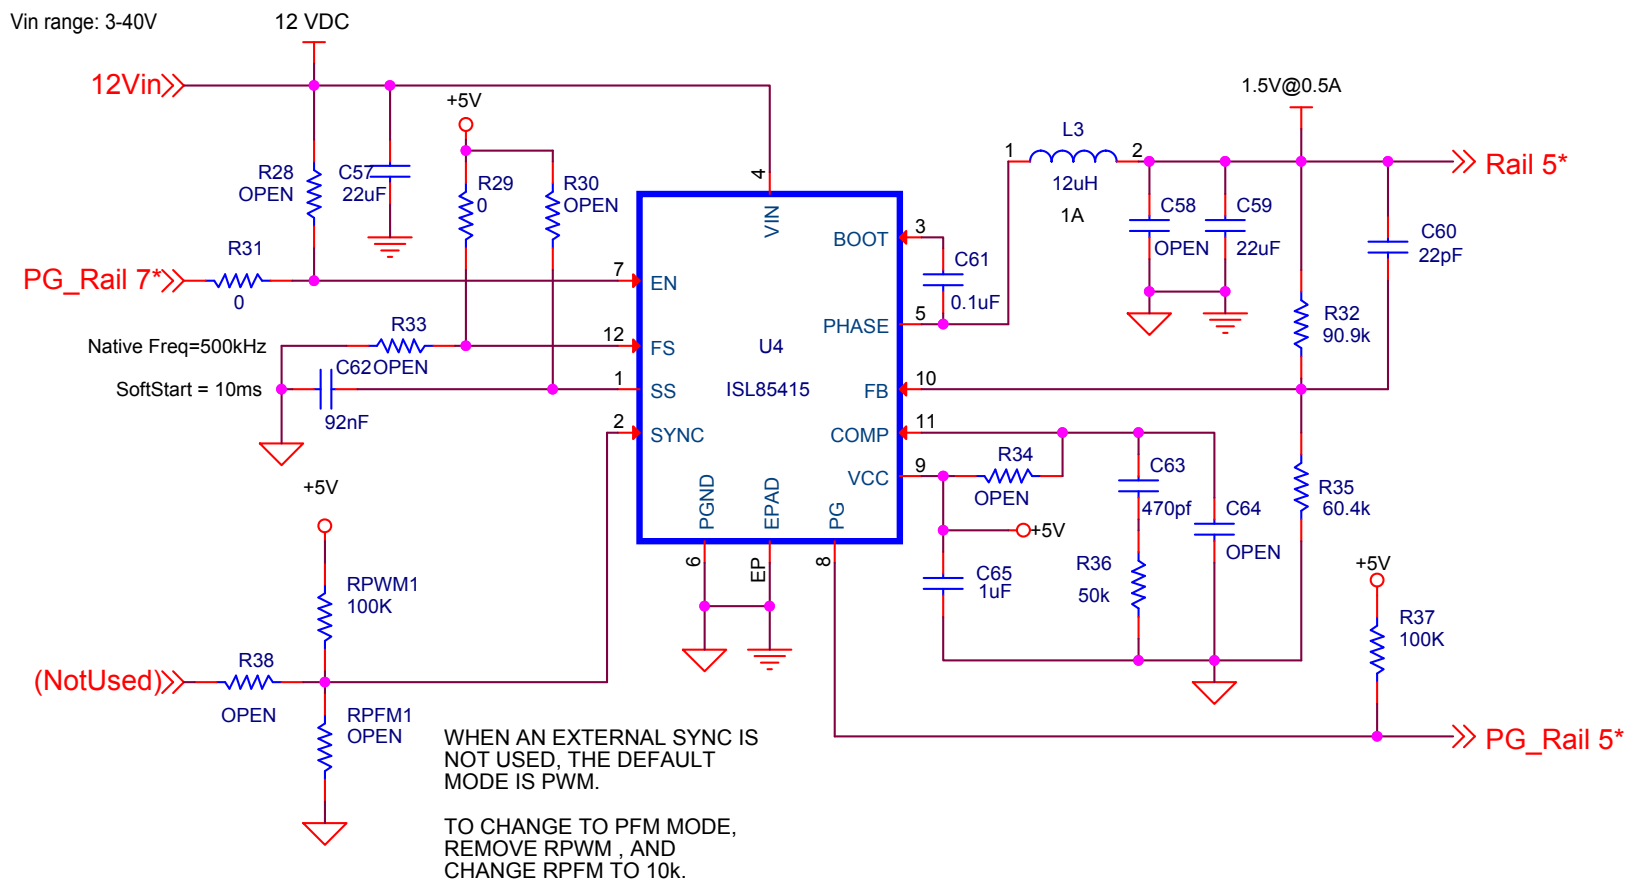 Vin range: 3-40V
12 VDC
12Vin
+5V
1.5V@0.5A
R28
OPEN
C57
22uF
R29
0
R30
OPEN
4
VIN
1
L3
2
12uH
1A
Rail 5*
C58
OPEN
C59
22uF
C60
22pF
BOOT
3
C61
0.1uF
R31
0
PG_Rail 7*
7
EN
PHASE
5
R32
90.9k
R33
OPEN
Native Freq=500kHz
12
FS
U4
ISL85415
C62
92nF
SoftStart = 10ms
1
SS
FB
10
2
SYNC
COMP
11
VCC
9
R34
OPEN
C63
470pf
C64
OPEN
R35
60.4k
+5V
PGND
EPAD
PG
6
EP
8
+5V
C65
1uF
R36
50k
+5V
R37
100K
RPWM1
100K
(NotUsed)
R38
OPEN
RPFM1
OPEN
PG_Rail 5*
WHEN AN EXTERNAL SYNC IS
NOT USED, THE DEFAULT
MODE IS PWM.
TO CHANGE TO PFM MODE,
REMOVE RPWM , AND
CHANGE RPFM TO 10k.